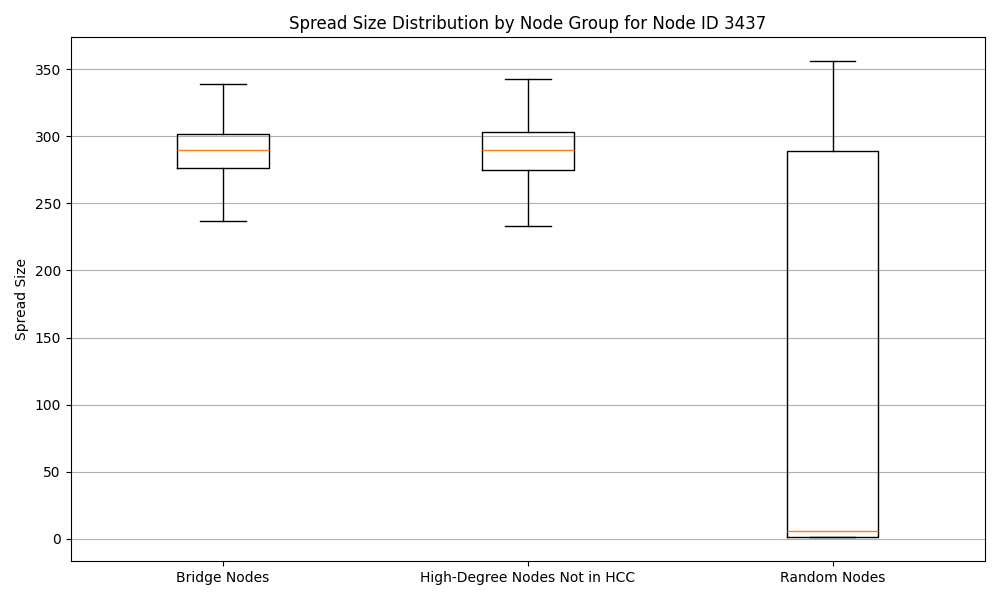 Spread Size Distribution by Node Group for Node ID 3437
Spread Size
350
300
250
200
150
100
50
0
Bridge Nodes
High-Degree Nodes Not in HCC
Random Nodes